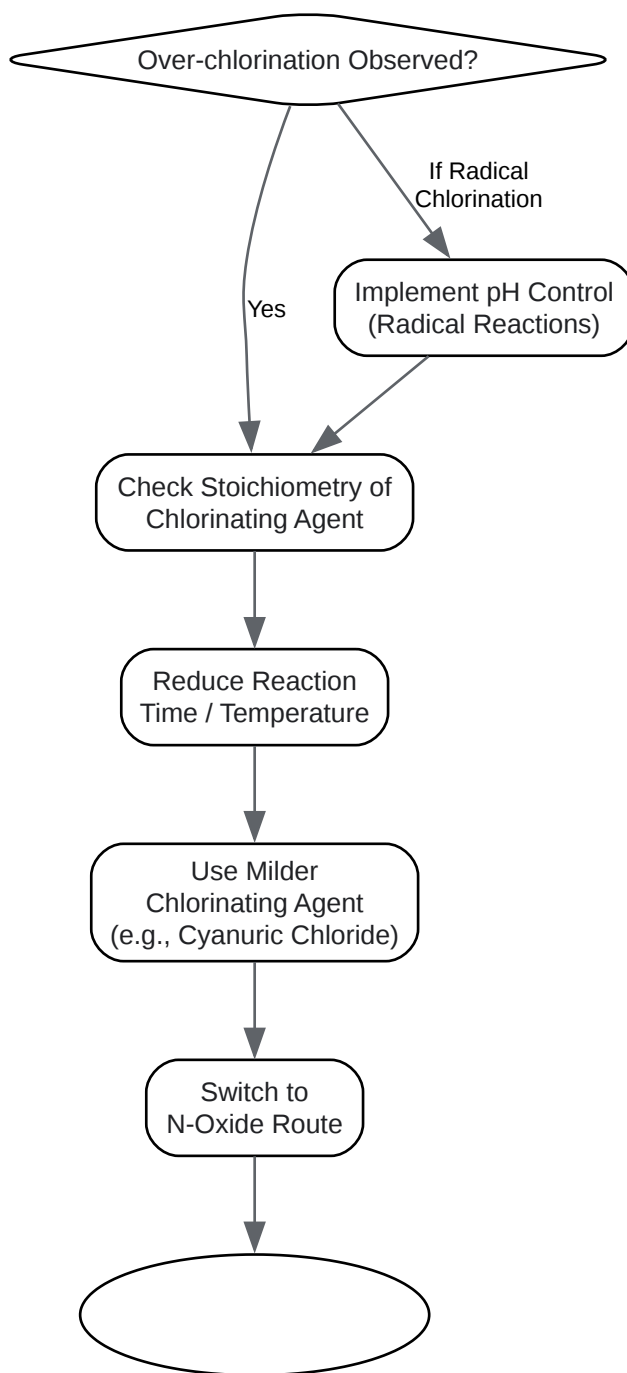 Over-chlorination Observed?
If Radical
Chlorination
Implement pH Control
(Radical Reactions)
Yes
Check Stoichiometry of
Chlorinating Agent
Reduce Reaction
Time / Temperature
Use Milder
Chlorinating Agent
(e.g., Cyanuric Chloride)
Switch to
N-Oxide Route